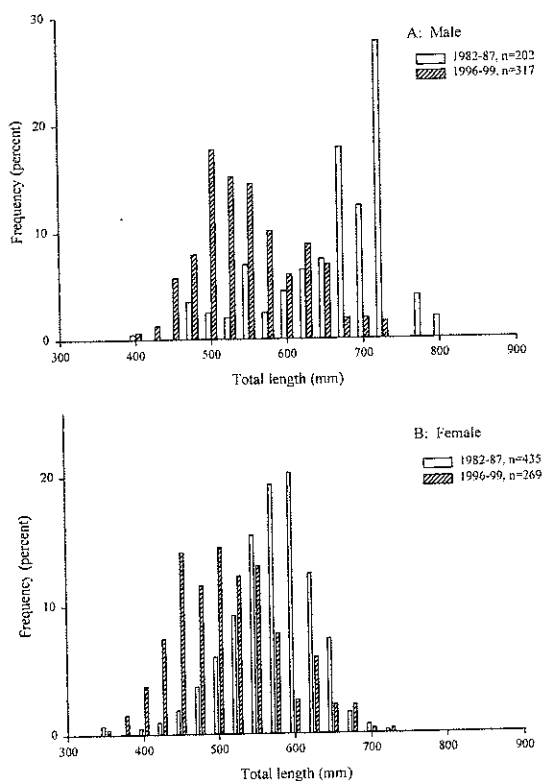 A: Male
1982-87, n=202
1996-99, n=317
Frequency (percent)
30
20
10
0
300 400 500 600 700 800 900
Total length (mm)
B: Female
1982-87, n=435
1996-99, n=269
Frequency (percent)
20
10
0
300 400 500 600 700 800 900
Total length (mm)